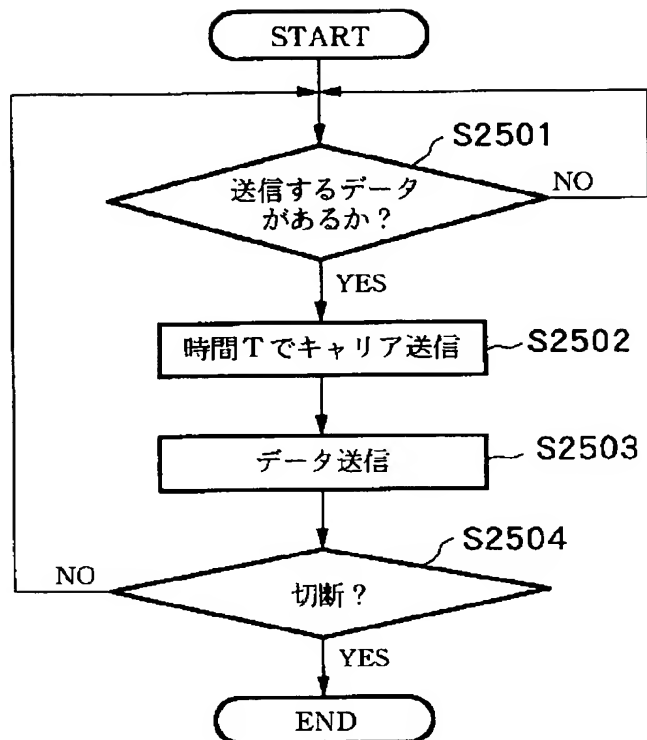 START
S2501
送信するデータ
があるか?
NO
YES
時間Tでキャリア送信
S2502
データ送信
S2503
S2504
NO
切断?
YES
END